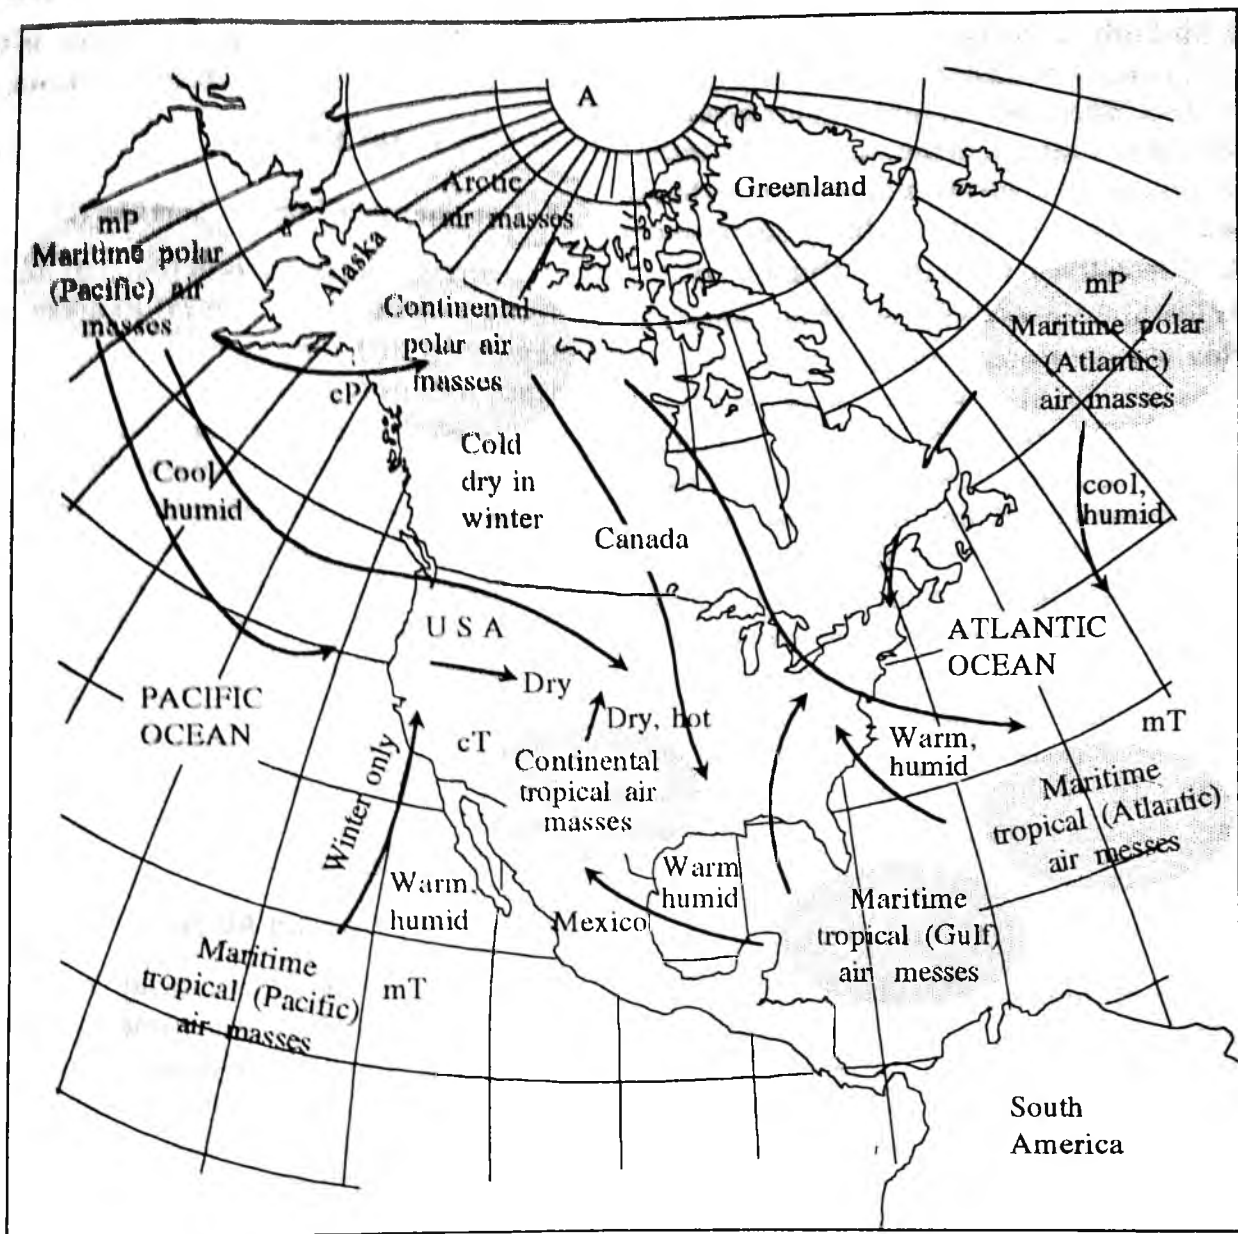 A
Arctic
air masses
Greenland
mP
Maritime polar
(Pacific) air
masses
Alaska
Continental
polar air
masses
cP
mP
Maritime polar
(Atlantic)
air masses
Cool
humid
Cold
dry in
winter
cool,
humid
Canada
U S A
ATLANTIC
OCEAN
Dry
PACIFIC
OCEAN
Dry, hot
cT
Continental
tropical air
masses
Warm,
humid
mT
Maritime
tropical (Atlantic)
air messes
Winter only
Warm,
humid
Warm
humid
Mexico
Maritime
tropical (Gulf)
air messes
Maritime
tropical (Pacific)
air masses
mT
South
America